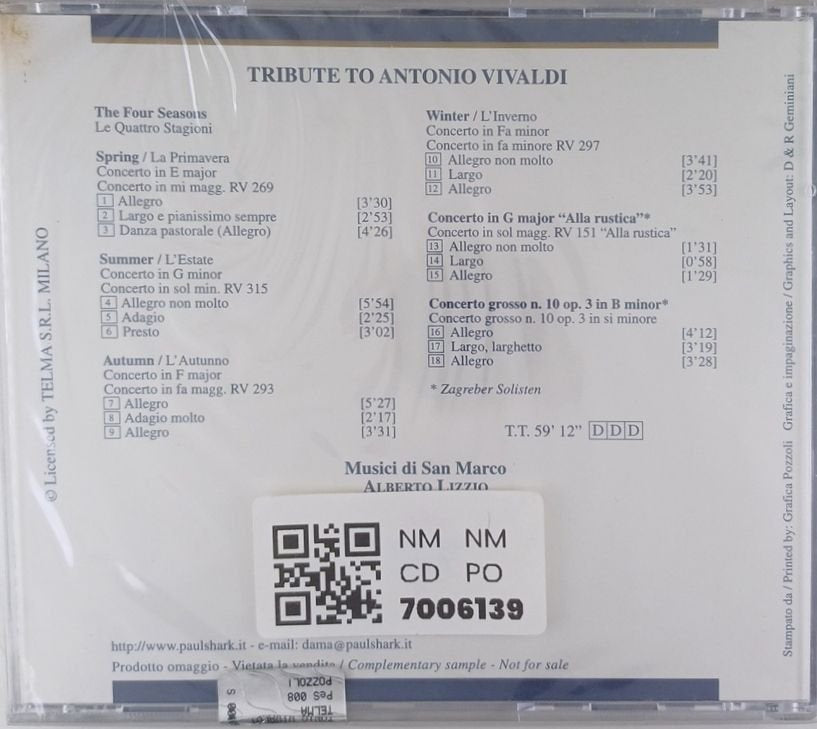 TRIBUTE TO ANTONIO VIVALDI
The Four Seasons
Le Quattro Stagioni
Spring / La Primavera
Concerto in E major
Concerto in mi magg. RV 269
1 Allegro [3'30]
2 Largo e pianissimo sempre [2'53]
3 Danza pastorale (Allegro) [4'26]
Summer / L'Estate
Concerto in G minor
Concerto in sol min. RV 315
4 Allegro non molto [5'54]
5 Adagio [2'25]
6 Presto [3'02]
Autumn / L'Autunno
Concerto in F major
Concerto in fa magg. RV 293
7 Allegro [5'27]
8 Adagio molto [2'17]
9 Allegro [3'31]
Winter / L'Inverno
Concerto in Fa minor
Concerto in fa minore RV 297
10 Allegro non molto [3'41]
11 Largo [2'20]
12 Allegro [3'53]
Concerto in G major "Alla rustica"*
Concerto in sol magg. RV 151 "Alla rustica"
13 Allegro non molto [1'31]
14 Largo [0'58]
15 Allegro [1'29]
Concerto grosso n. 10 op. 3 in B minor*
Concerto grosso n. 10 op. 3 in si minore
16 Allegro [4'12]
17 Largo, larghetto [3'19]
18 Allegro [3'28]
* Zagreber Solisten
T.T. 59' 12" DDD
Musici di San Marco
ALBERTO LIZZIO
NM NM
CD PO
7006139
http://www.paulshark.it - e-mail: dama@paulshark.it
Prodotto omaggio - Vietata la vendita / Complementary sample - Not for sale
© Licensed by TELMA S.R.L. MILANO
Stampato da / Printed by: Grafica Pozzoli Grafica e impaginazione / Graphics and Layout: D & R Geminiani
POZZOLI
PeS 008
TELMA